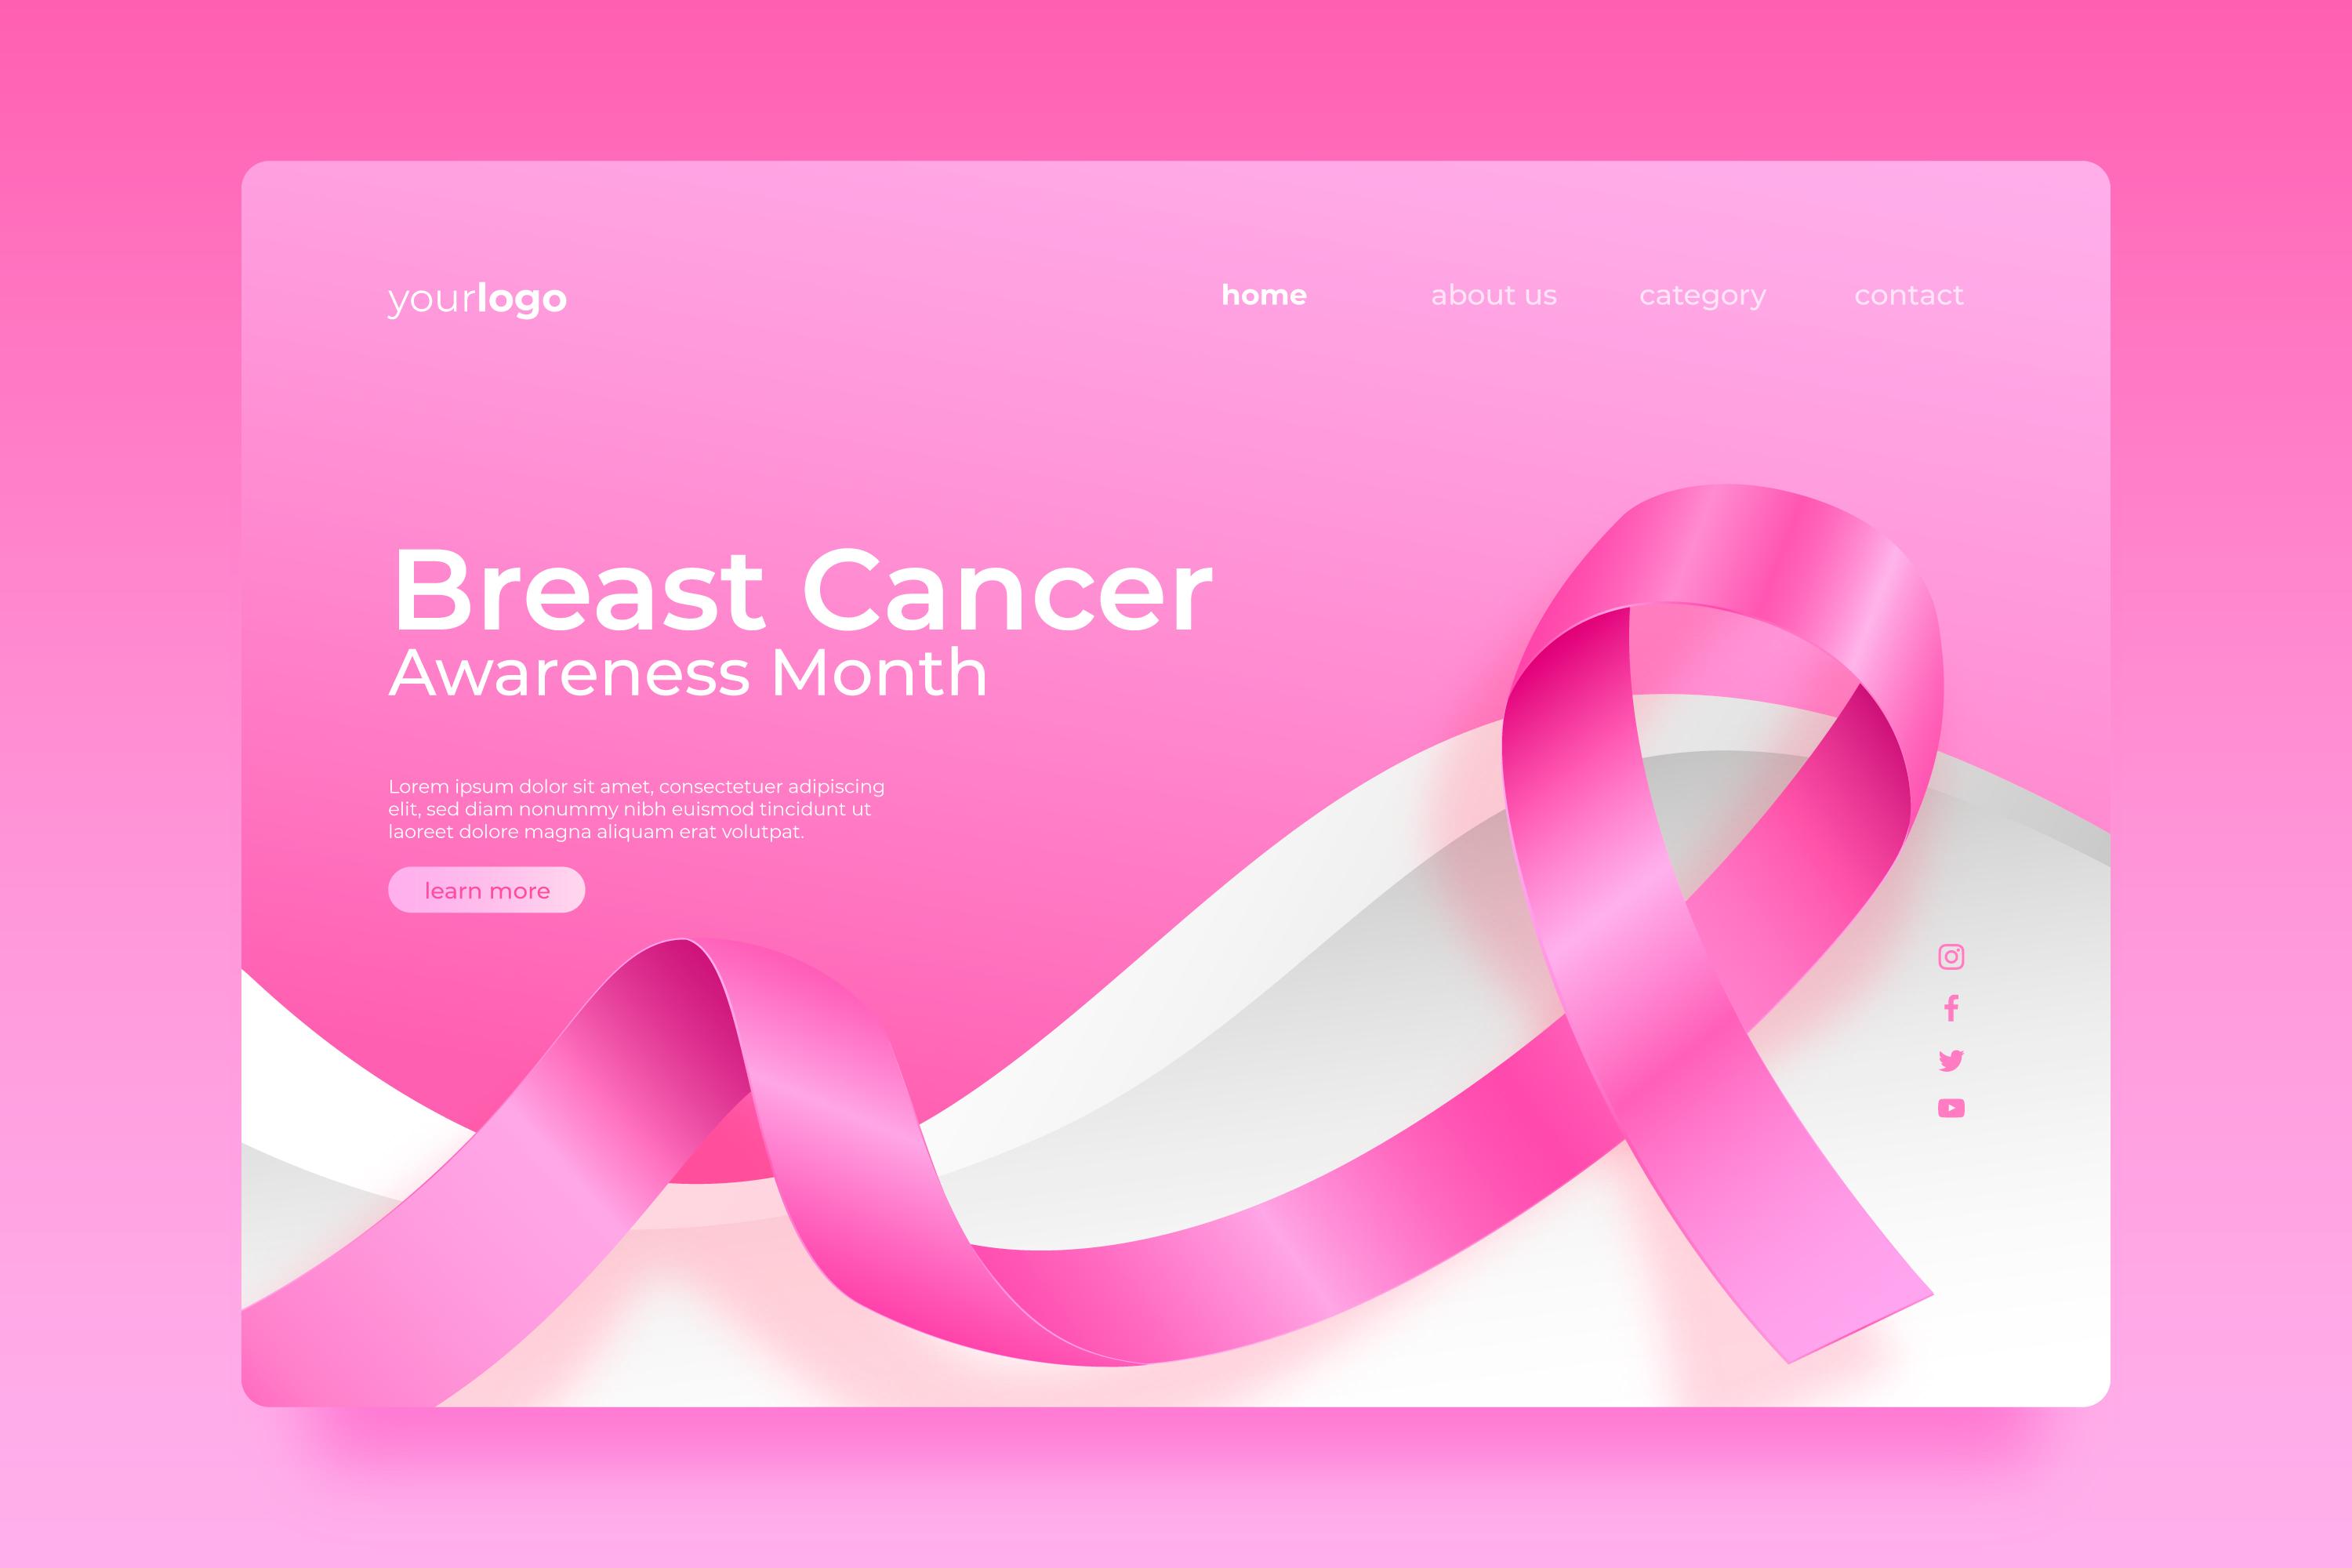 yourlogo
home about us category contact
Breast Cancer
Awareness Month
Lorem ipsum dolor sit amet, consectetuer adipiscing
elit, sed diam nonummy nibh euismod tincidunt ut
laoreet dolore magna aliquam erat volutpat.
learn more